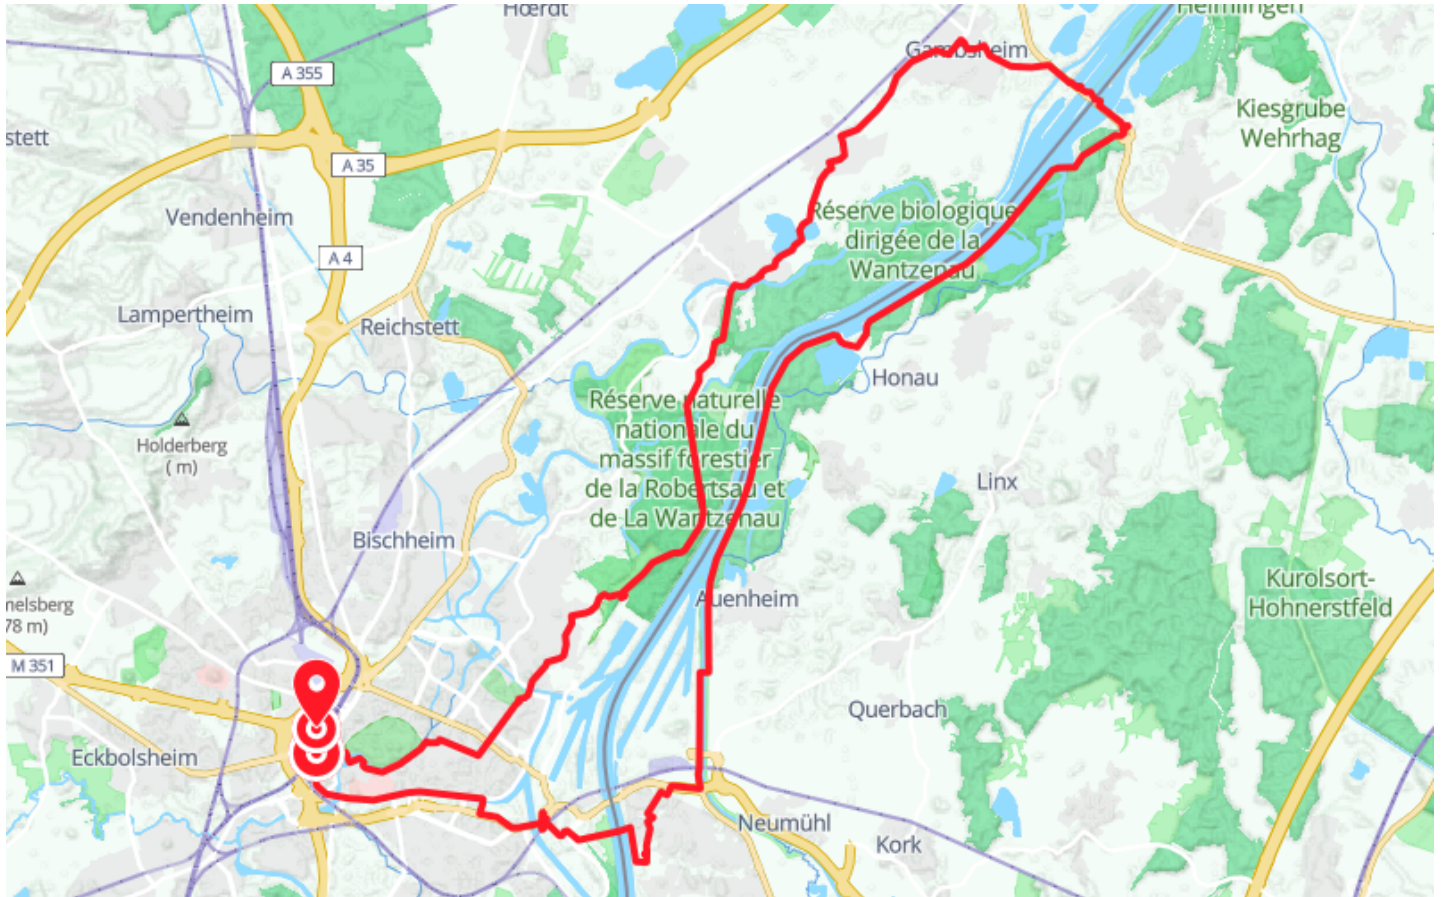 Hœrdt
Heimlingen
Gambsheim
A 355
Kiesgrube
Wehrhag
stett
A 35
Vendenheim
Réserve biologique
dirigée de la
Wantzenau
A 4
Lampertheim
Reichstett
Honau
Réserve naturelle
nationale du
massif forestier
de la Robertsau et
de La Wantzenau
Holderberg
( m)
Linx
Bischheim
Kurolsort-
Hohnerstfeld
Auenheim
melsberg
78 m)
M 351
Querbach
Eckbolsheim
Neumühl
Kork